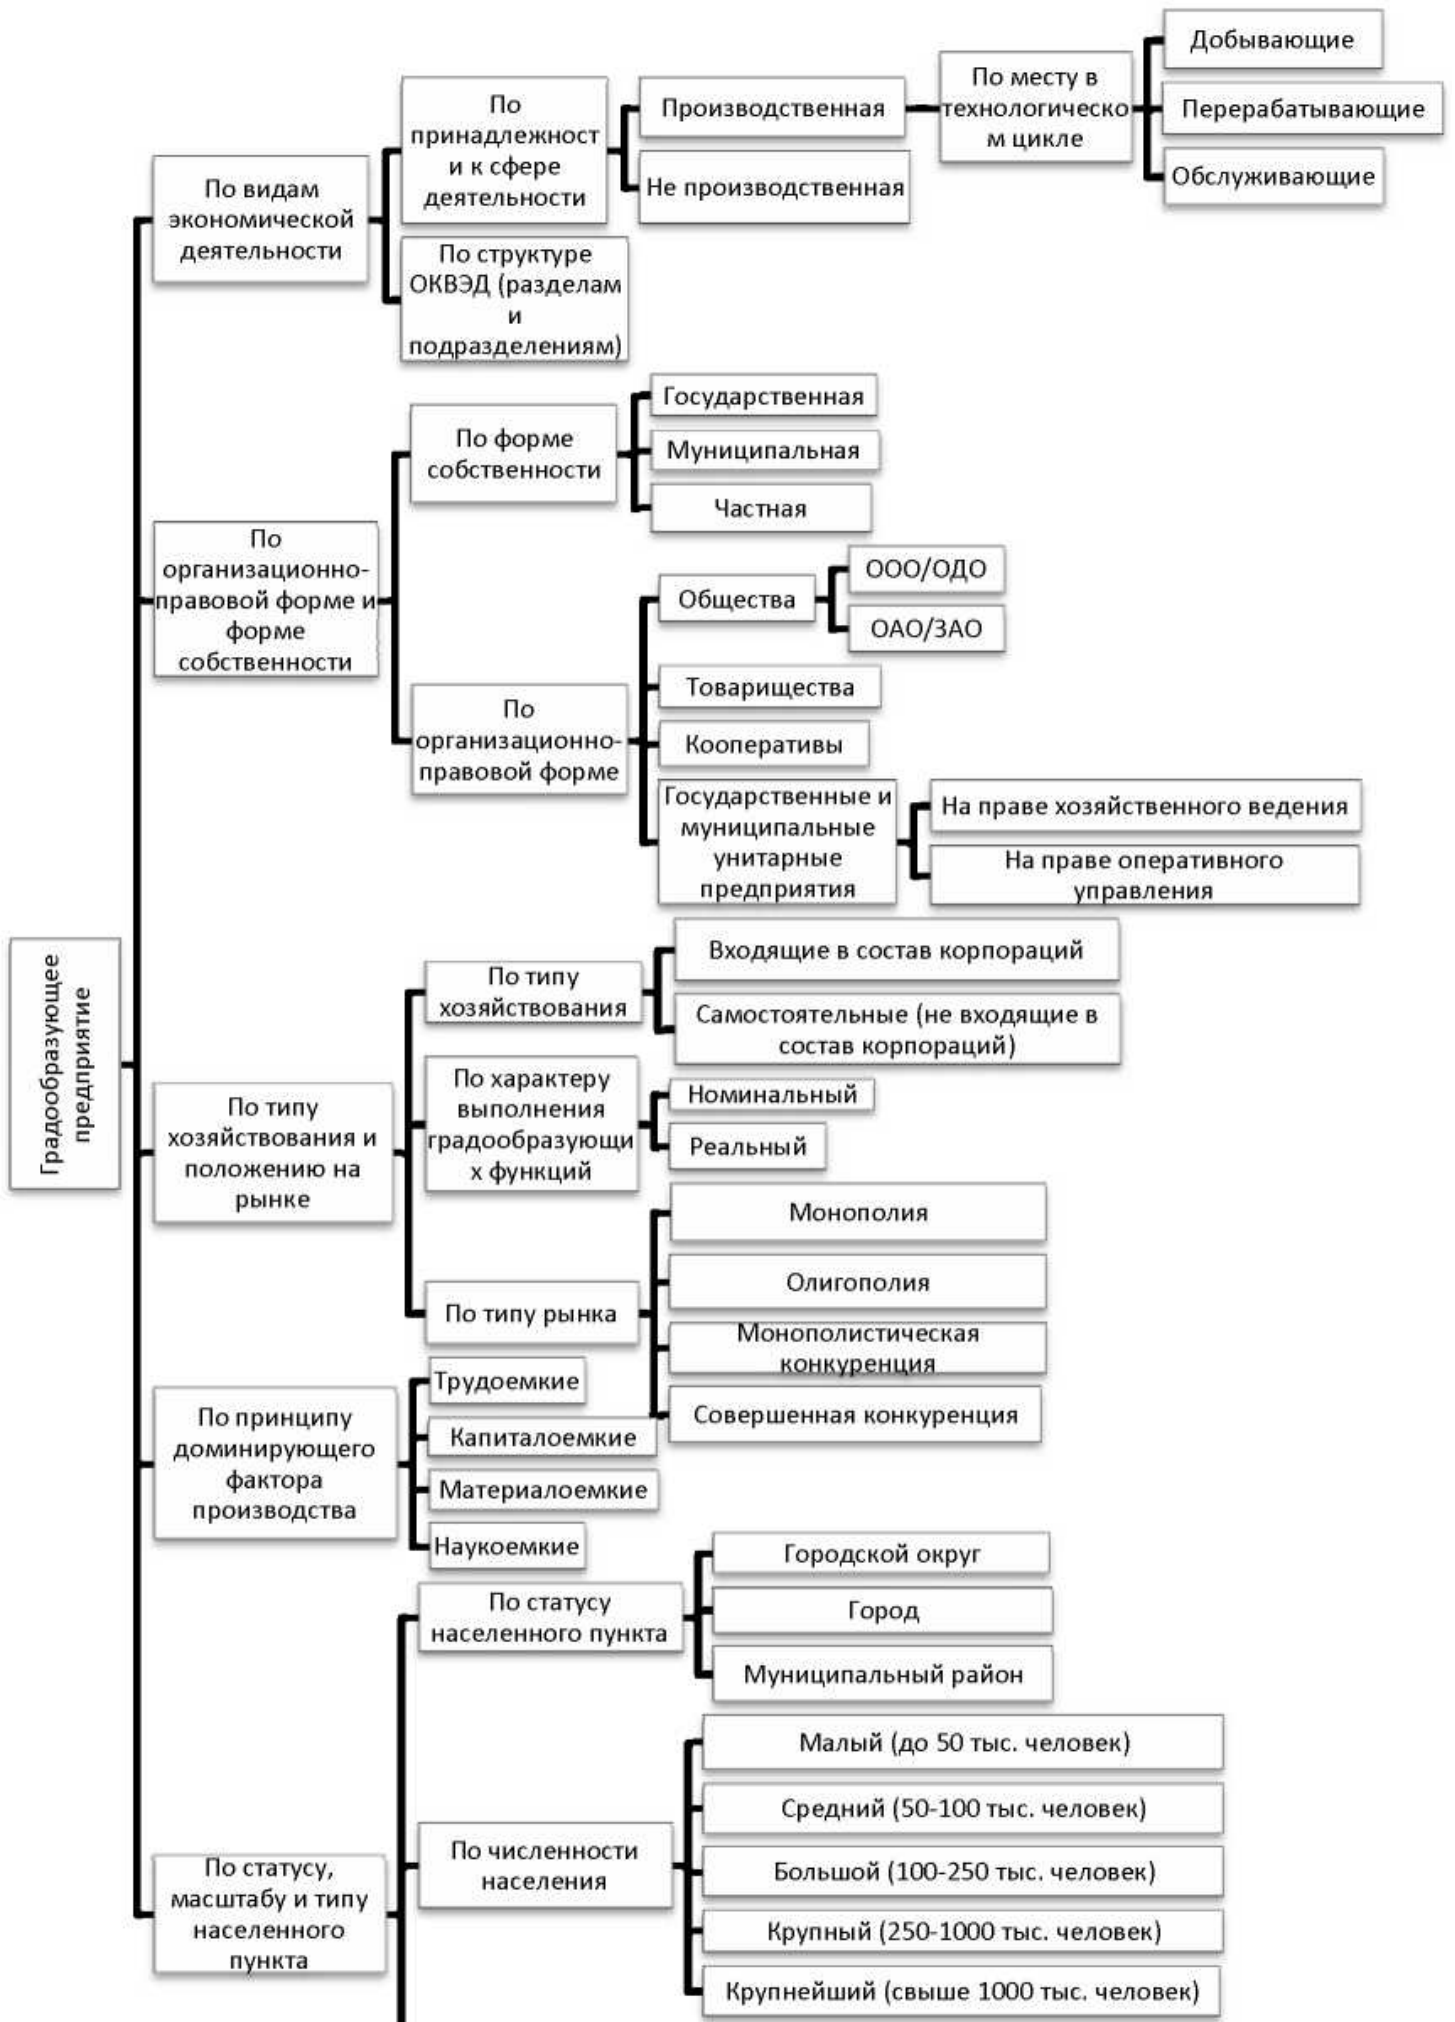 Градообразующее
предприятие
По видам
экономической
деятельности
По
принадлежност
и к сфере
деятельности
Производственная
По месту в
технологическо
м цикле
Добывающие
Перерабатывающие
Обслуживающие
Не производственная
По структуре
ОКВЭД (разделам
и
подразделениям)
По
организационно-
правовой форме и
форме
собственности
По форме
собственности
Государственная
Муниципальная
Частная
По
организационно-
правовой форме
Общества
ООО/ОДО
ОАО/ЗАО
Товарищества
Кооперативы
Государственные и
муниципальные
унитарные
предприятия
На праве хозяйственного ведения
На праве оперативного
управления
По типу
хозяйствования и
положению на
рынке
По типу
хозяйствования
Входящие в состав корпораций
Самостоятельные (не входящие в
состав корпораций)
По характеру
выполнения
градообразующи
х функций
Номинальный
Реальный
По типу рынка
Монополия
Олигополия
Монополистическая
конкуренция
Совершенная конкуренция
По принципу
доминирующего
фактора
производства
Трудоемкие
Капиталоемкие
Материалоемкие
Наукоемкие
По статусу,
масштабу и типу
населенного
пункта
По статусу
населенного пункта
Городской округ
Город
Муниципальный район
По численности
населения
Малый (до 50 тыс. человек)
Средний (50-100 тыс. человек)
Большой (100-250 тыс. человек)
Крупный (250-1000 тыс. человек)
Крупнейший (свыше 1000 тыс. человек)